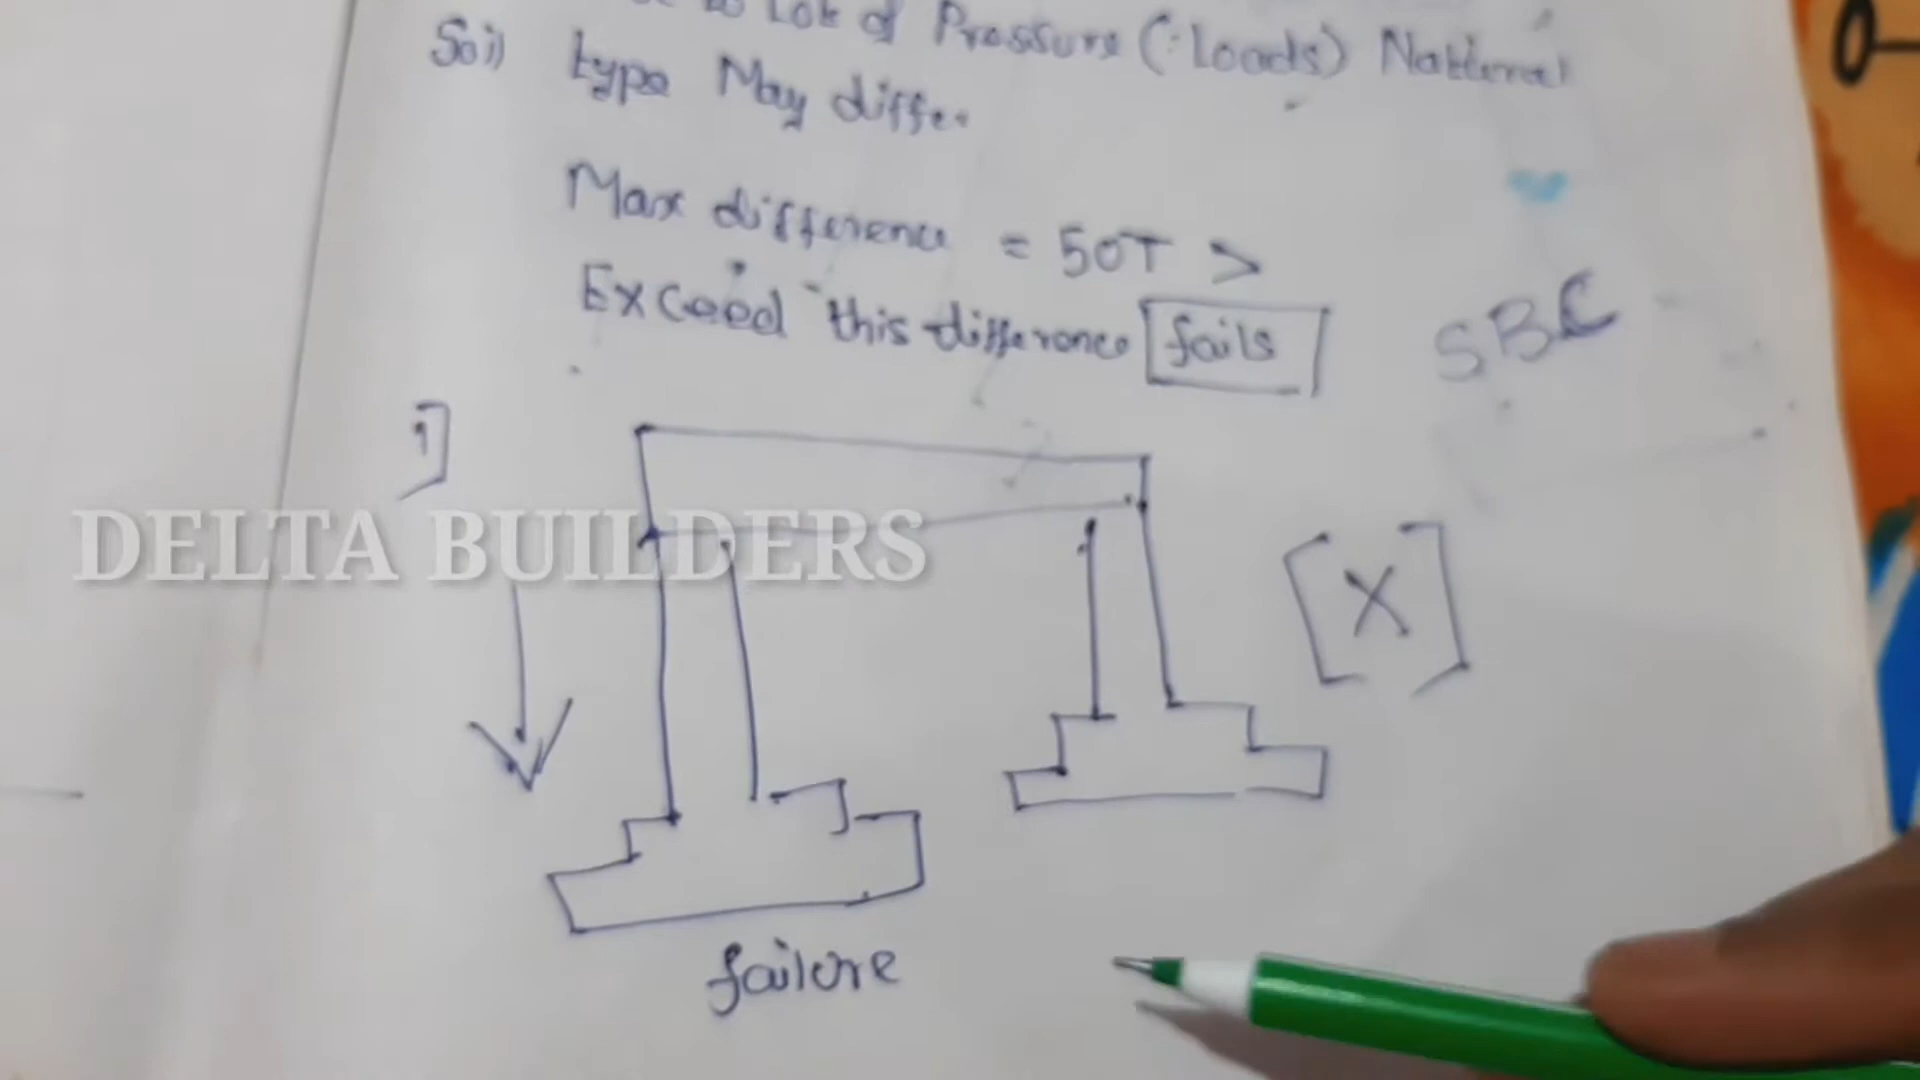 Lot of Pressure (∵ loads) National
Soil type May differ
Max difference = 50T >
Exceed this difference fails
SBC
1]
DELTA BUILDERS
[X]
failure